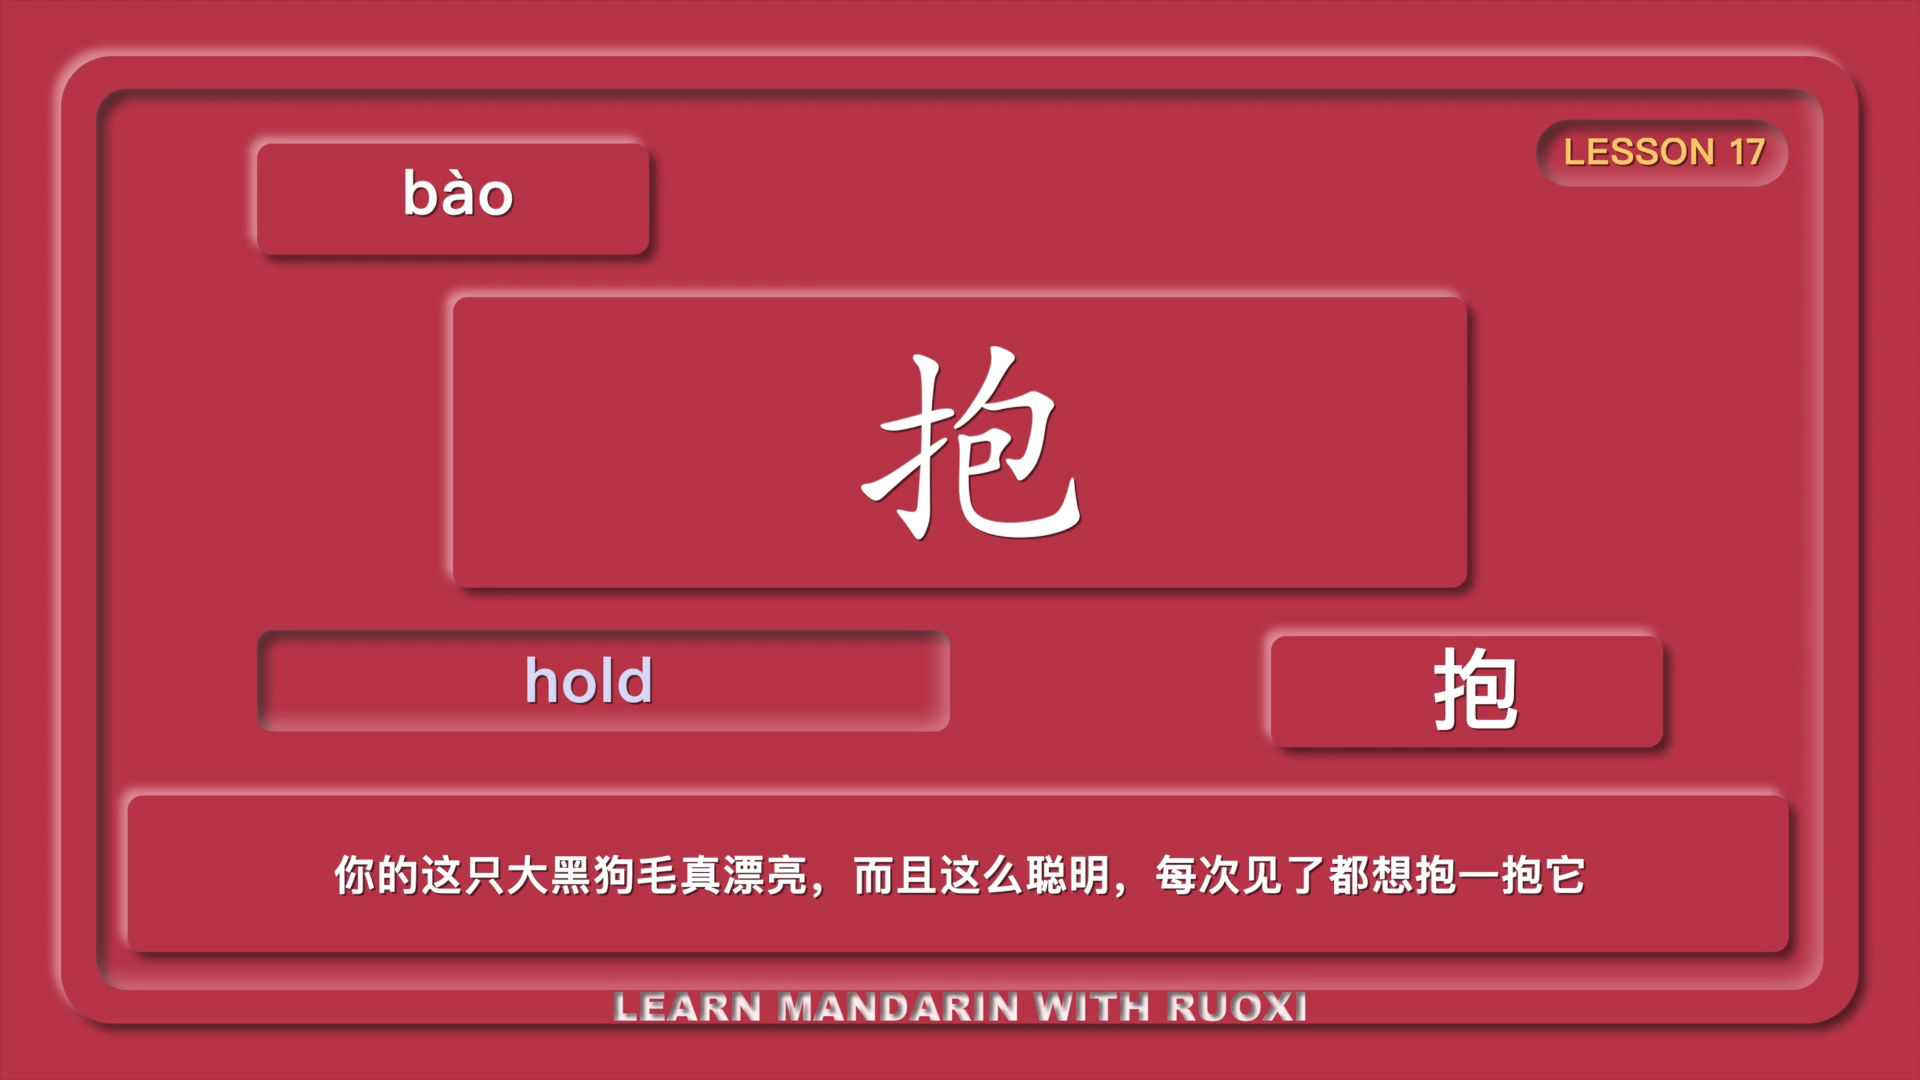 LESSON 17
bào
抱
hold
抱
你的这只大黑狗毛真漂亮，而且这么聪明，每次见了都想抱一抱它
LEARN MANDARIN WITH RUOXI